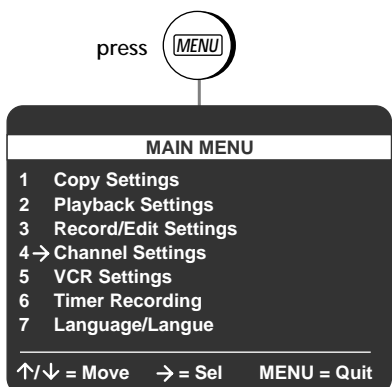 press MENU
MAIN MENU
1 Copy Settings
2 Playback Settings
3 Record/Edit Settings
4→Channel Settings
5 VCR Settings
6 Timer Recording
7 Language/Langue
↑/↓ = Move →= Sel MENU = Quit